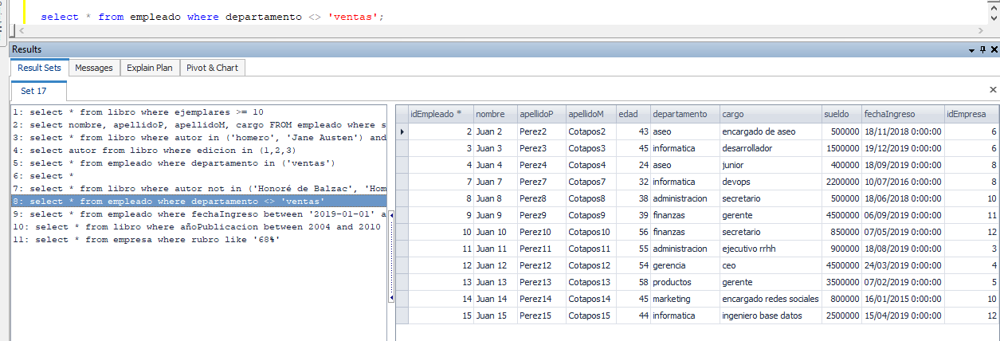 select * from empleado where departamento <> 'ventas';
Results
Result Sets Messages Explain Plan Pivot & Chart
Set 17
1: select * from libro where ejemplares >= 10
2: select nombre, apellidoP, apellidoM, cargo FROM empleado where s
3: select * from libro where autor in ('homero', 'Jane Austen') and
4: select autor from libro where edicion in (1,2,3)
5: select * from empleado where departamento in ('ventas')
6: select *
7: select * from libro where autor not in ('Honoré de Balzac', 'Hom
8: select * from empleado where departamento <> 'ventas'
9: select * from empleado where fechaIngreso between '2019-01-01' a
10: select * from libro where añoPublicacion between 2004 and 2010
11: select * from empresa where rubro like '68%'
idEmpleado * nombre apellidoP apellidoM edad departamento cargo sueldo fechaIngreso idEmpresa
2 Juan 2 Perez2 Cotapos2 43 aseo encargado de aseo 500000 18/11/2018 0:00:00 6
3 Juan 3 Perez3 Cotapos3 45 informatica desarrollador 1500000 19/12/2019 0:00:00 6
4 Juan 4 Perez4 Cotapos4 24 aseo junior 400000 18/09/2019 0:00:00 8
7 Juan 7 Perez7 Cotapos7 32 informatica devops 2200000 10/07/2016 0:00:00 8
8 Juan 8 Perez8 Cotapos8 38 administracion secretario 500000 18/06/2018 0:00:00 10
9 Juan 9 Perez9 Cotapos9 39 finanzas gerente 4500000 06/09/2019 0:00:00 11
10 Juan 10 Perez10 Cotapos10 56 finanzas secretario 850000 07/05/2019 0:00:00 12
11 Juan 11 Perez11 Cotapos11 55 administracion ejecutivo rrhh 900000 18/08/2019 0:00:00 3
12 Juan 12 Perez12 Cotapos12 54 gerencia ceo 4500000 24/03/2019 0:00:00 4
13 Juan 13 Perez13 Cotapos13 58 productos gerente 3500000 07/02/2019 0:00:00 5
14 Juan 14 Perez14 Cotapos14 45 marketing encargado redes sociales 800000 16/01/2015 0:00:00 10
15 Juan 15 Perez15 Cotapos15 44 informatica ingeniero base datos 2500000 15/04/2019 0:00:00 12